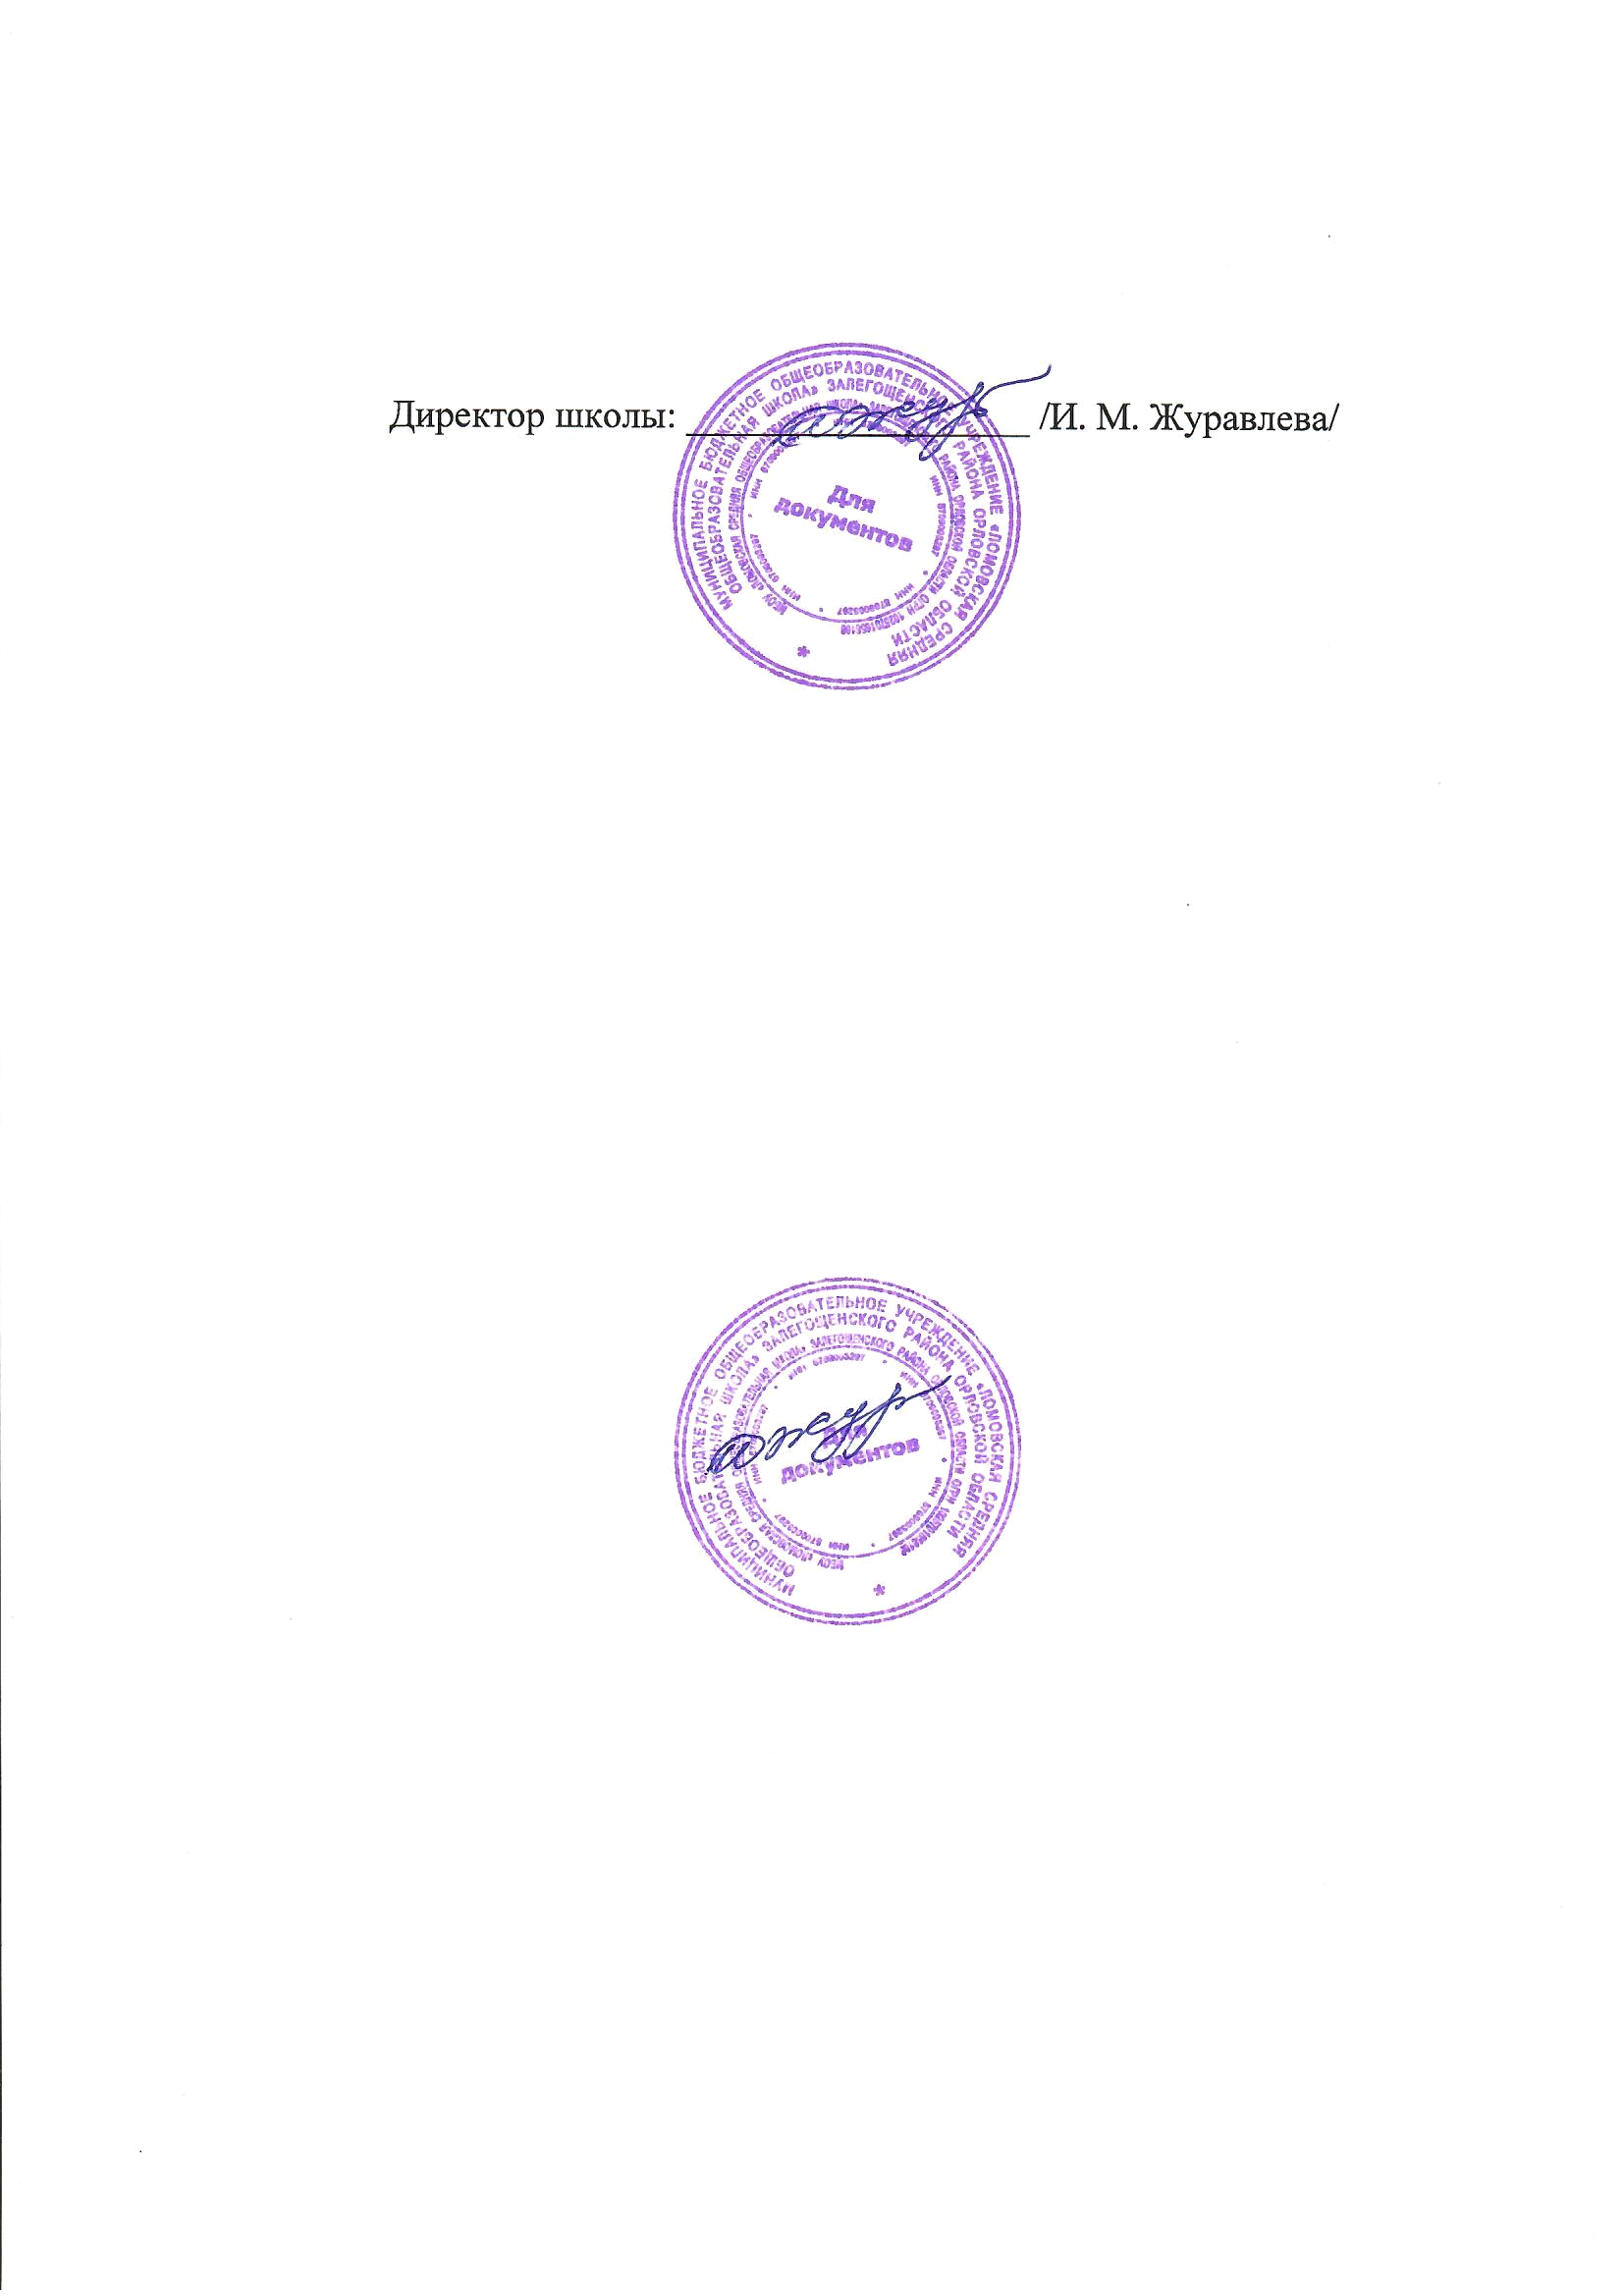 Директор школы: /И. М. Журавлева/
МУНИЦИПАЛЬНОЕ БЮДЖЕТНОЕ ОБЩЕОБРАЗОВАТЕЛЬНОЕ УЧРЕЖДЕНИЕ «ЛОМОВСКАЯ СРЕДНЯЯ
ОБЩЕОБРАЗОВАТЕЛЬНАЯ ШКОЛА» ЗАЛЕГОЩЕНСКОГО РАЙОНА ОРЛОВСКОЙ ОБЛАСТИ
Для
документов
МУНИЦИПАЛЬНОЕ БЮДЖЕТНОЕ ОБЩЕОБРАЗОВАТЕЛЬНОЕ УЧРЕЖДЕНИЕ «ЛОМОВСКАЯ СРЕДНЯЯ
ОБЩЕОБРАЗОВАТЕЛЬНАЯ ШКОЛА» ЗАЛЕГОЩЕНСКОГО РАЙОНА ОРЛОВСКОЙ ОБЛАСТИ
Для
документов